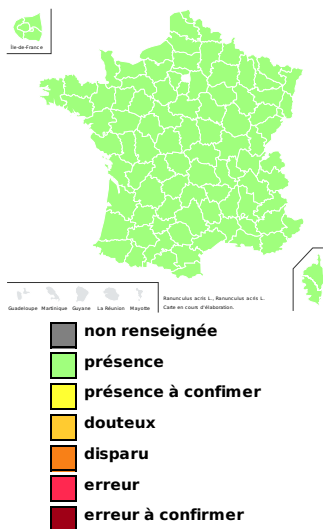 Île-de-France
Guadeloupe Martinique Guyane La Réunion Mayotte
Ranunculus acris L., Ranunculus acris L.
Carte en cours d'élaboration.
non renseignée
présence
présence à confimer
douteux
disparu
erreur
erreur à confirmer